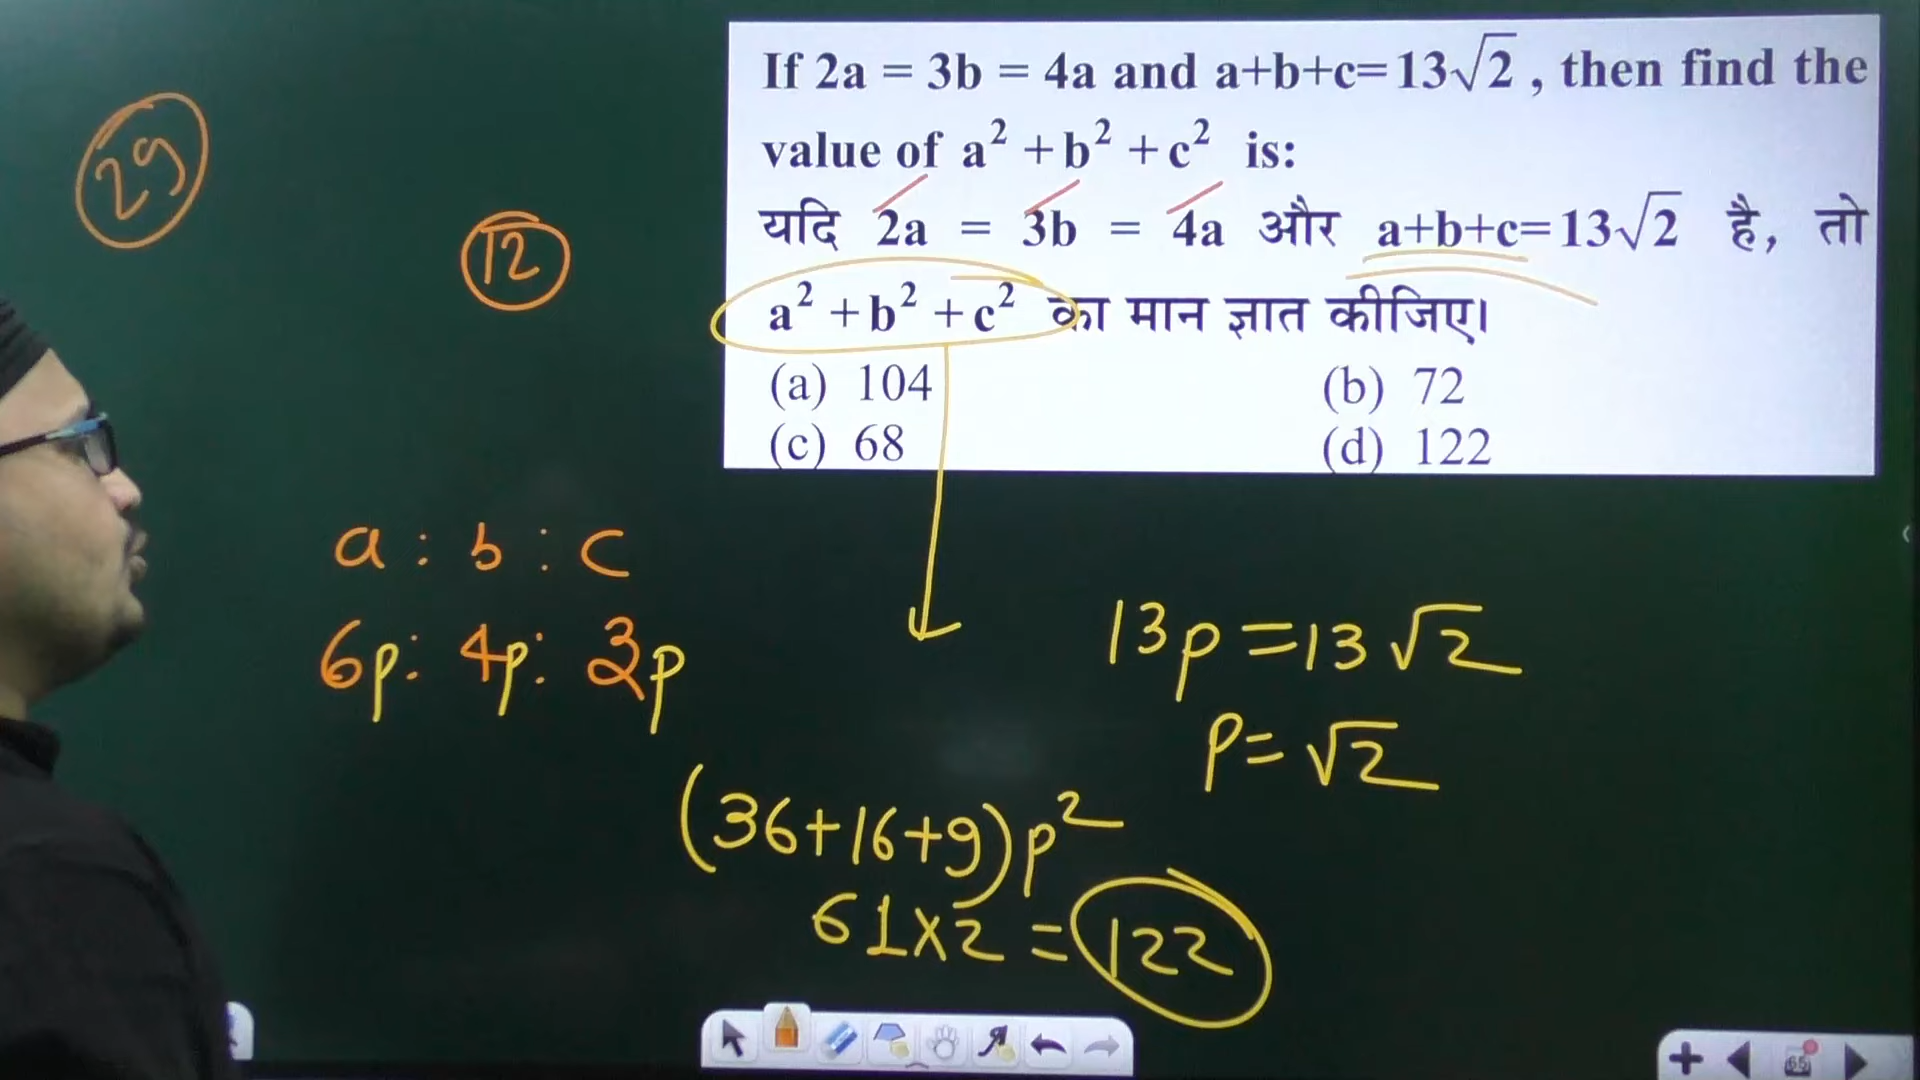 If 2a = 3b = 4a and a+b+c=13√2 , then find the
value of a² + b² + c² is:
यदि 2a = 3b = 4a और a+b+c=13√2 है, तो
a² + b² + c² का मान ज्ञात कीजिए।
(a) 104 (b) 72
(c) 68 (d) 122
29
12
a : b : c
6p : 4p : 3p
13p = 13√2
p = √2
(36+16+9)p²
61×2 = 122
65